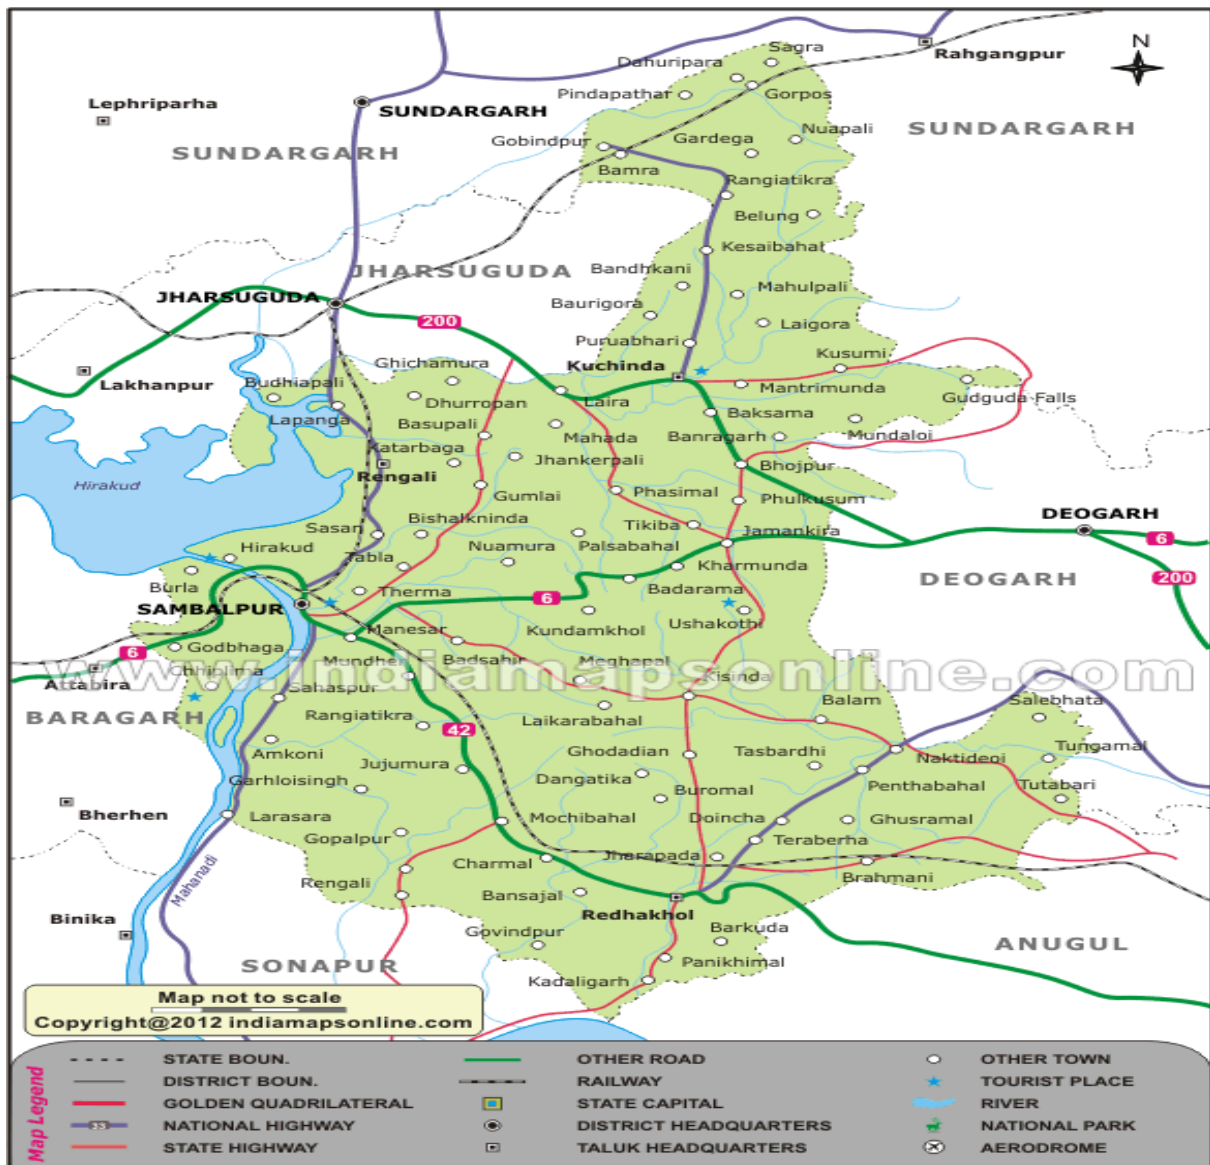 N
Sagra
Rahgangpur
Dahuripara
Pindapathar
Gorpos
Lephriparha
SUNDARGARH
SUNDARGARH
SUNDARGARH
Nuapali
Gobindpur
Gardega
Bamra
Rangiatikra
Belung
Kesaibahal
JHARSUGUDA
Bandhkani
Mahulpali
JHARSUGUDA
Baurigora
200
Laigora
Puruabhari
Kusumi
Ghichamura
Kuchinda
Lakhanpur
Budhiapali
Mantrimunda
Dhurropan
Laira
Gudguda Falls
Lapanga
Basupali
Baksama
Mahada
Banragarh
Mundaloi
Katarbaga
Jhankerpali
Rengali
Bhojpur
Hirakud
Gumlai
Phasimal
Phulkusum
Sasan
Bishalkninda
Tikiba
DEOGARH
Jamankira
6
Hirakud
Tabla
Nuamura
Palsabahal
Kharmunda
Burla
DEOGARH
200
Therma
6
Badarama
SAMBALPUR
Ushakothi
Manesar
Kundamkhol
6
Godbhaga
Mundher
Badsahir
Meghapal
www.indiamapsonline.com
Chhiplima
Attabira
Kisinda
Sahaspur
BARAGARH
Rangiatikra
Laikarabahal
Balam
Salebhata
42
Amkoni
Ghodadian
Tasbardhi
Tungamal
Jujumura
Naktideoi
Garhloisingh
Dangatika
Penthabahal
Tutabari
Buromal
Bherhen
Larasara
Mochibahal
Doincha
Ghusramal
Gopalpur
Teraberha
Charmal
Jharapada
Mahanadi
Rengali
Brahmani
Bansajal
Redhakhol
Binika
Govindpur
Barkuda
ANUGUL
SONAPUR
Panikhimal
Kadaligarh
Map not to scale
Copyright@2012 indiamapsonline.com
Map Legend
STATE BOUN.
OTHER ROAD
OTHER TOWN
DISTRICT BOUN.
RAILWAY
TOURIST PLACE
GOLDEN QUADRILATERAL
STATE CAPITAL
RIVER
33
NATIONAL HIGHWAY
DISTRICT HEADQUARTERS
NATIONAL PARK
STATE HIGHWAY
TALUK HEADQUARTERS
AERODROME